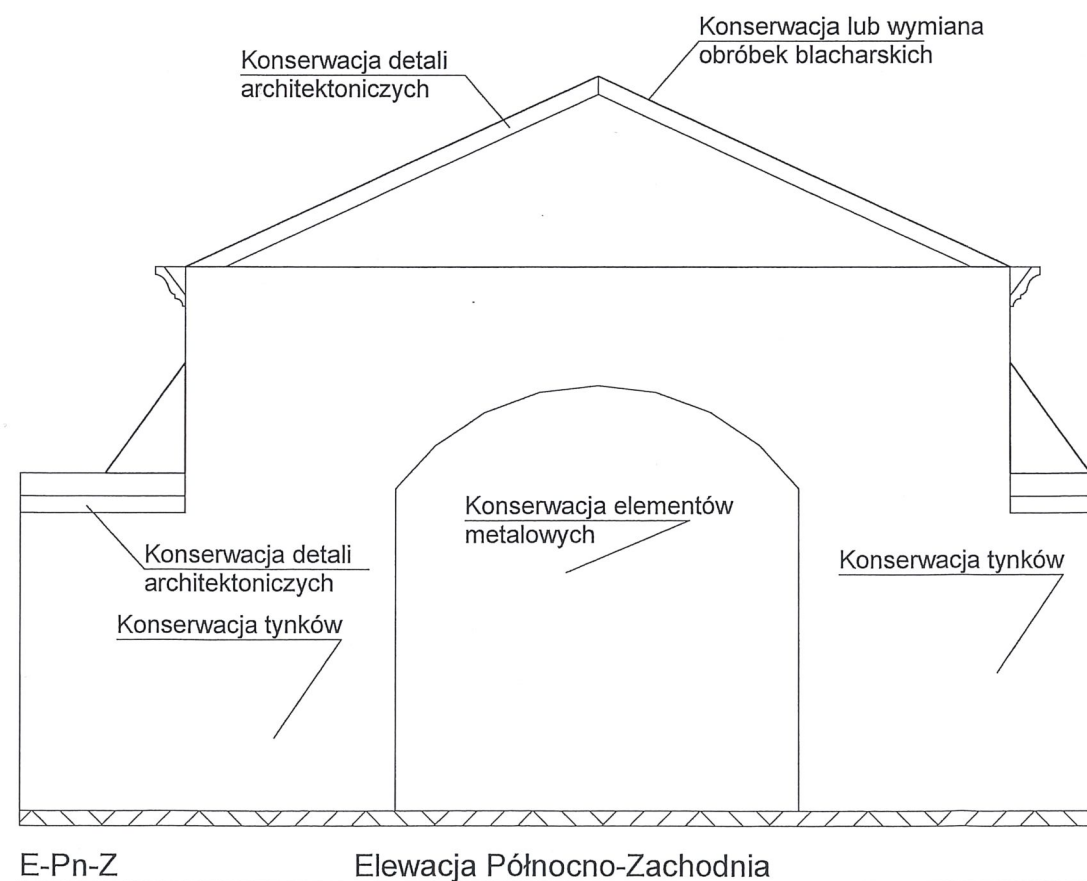 Konserwacja lub wymiana
obróbek blacharskich
Konserwacja detali
architektonicznych
Konserwacja elementów
metalowych
Konserwacja detali
architektoniczych
Konserwacja tynków
Konserwacja tynków
E-Pn-Z
Elewacja Północno-Zachodnia